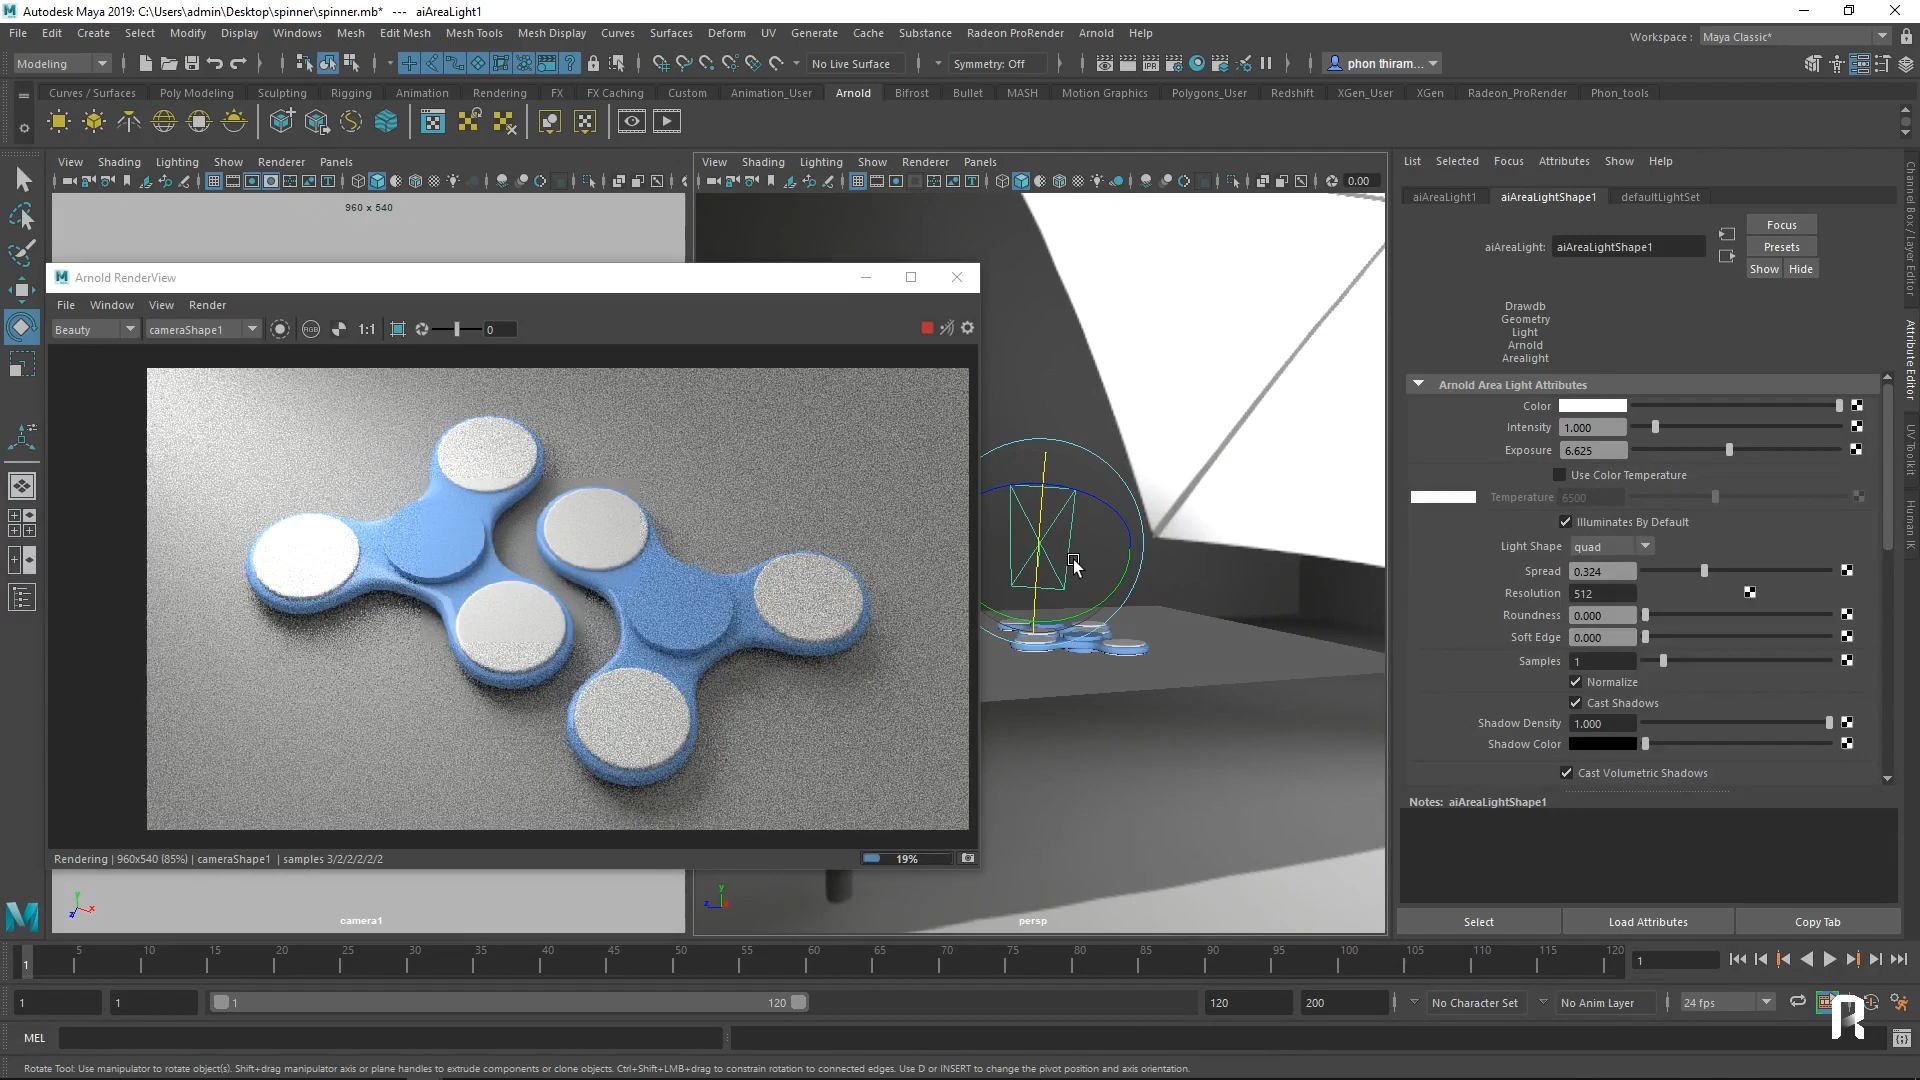 Autodesk Maya 2019: C:\Users\admin\Desktop\spinner\spinner.mb*   ---   aiAreaLight1
File Edit Create Select Modify Display Windows Mesh Edit Mesh Mesh Tools Mesh Display Curves Surfaces Deform UV Generate Cache Substance Radeon ProRender Arnold Help
Workspace : Maya Classic*
Modeling No Live Surface Symmetry: Off phon thiram...
Curves / Surfaces Poly Modeling Sculpting Rigging Animation Rendering FX FX Caching Custom Animation_User Arnold Bifrost Bullet MASH Motion Graphics Polygons_User Redshift XGen_User XGen Radeon_ProRender Phon_tools
IPR
View Shading Lighting Show Renderer Panels
View Shading Lighting Show Renderer Panels
0.00
960 x 540
Arnold RenderView
File Window View Render
Beauty cameraShape1 RGB 1:1 0
Rendering | 960x540 (85%) | cameraShape1 | samples 3/2/2/2/2/2
19%
y
z x
camera1
y
z
persp
List Selected Focus Attributes Show Help
aiAreaLight1 aiAreaLightShape1 defaultLightSet
aiAreaLight: aiAreaLightShape1
Focus
Presets
Show Hide
Drawdb
Geometry
Light
Arnold
Arealight
Arnold Area Light Attributes
Color
Intensity 1.000
Exposure 6.625
Use Color Temperature
Temperature 6500
Illuminates By Default
Light Shape quad
Spread 0.324
Resolution 512
Roundness 0.000
Soft Edge 0.000
Samples 1
Normalize
Cast Shadows
Shadow Density 1.000
Shadow Color
Cast Volumetric Shadows
Notes: aiAreaLightShape1
Select Load Attributes Copy Tab
Channel Box / Layer Editor
Attribute Editor
UV Toolkit
Human IK
1 5 10 15 20 25 30 35 40 45 50 55 60 65 70 75 80 85 90 95 100 105 110 115 120
1
1 1 1 120 120 200 No Character Set No Anim Layer 24 fps
MEL
R
Rotate Tool: Use manipulator to rotate object(s). Shift+drag manipulator axis or plane handles to extrude components or clone objects. Ctrl+Shift+LMB+drag to constrain rotation to connected edges. Use D or INSERT to change the pivot position and axis orientation.